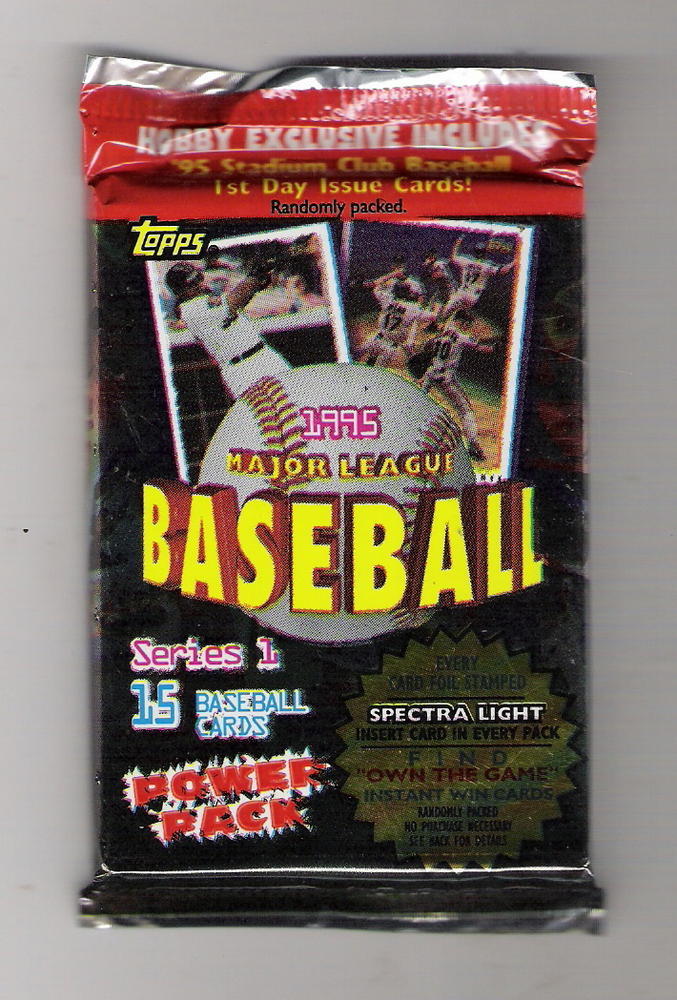 HOBBY EXCLUSIVE INCLUDES
'95 Stadium Club Baseball
1st Day Issue Cards!
Randomly packed.
TOPPS
1995
MAJOR LEAGUE
BASEBALL
Series 1
15 BASEBALL
CARDS
POWER
PACK
EVERY
CARD FOIL STAMPED
SPECTRA LIGHT
INSERT CARD IN EVERY PACK
FIND
"OWN THE GAME"
INSTANT WIN CARDS
RANDOMLY PACKED
NO PURCHASE NECESSARY
SEE BACK FOR DETAILS